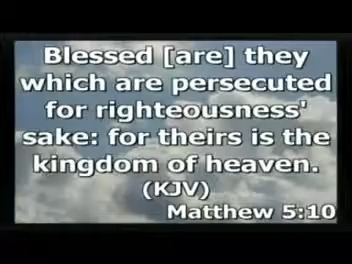 Blessed [are] they
which are persecuted
for righteousness'
sake: for theirs is the
kingdom of heaven.
(KJV)
Matthew 5:10